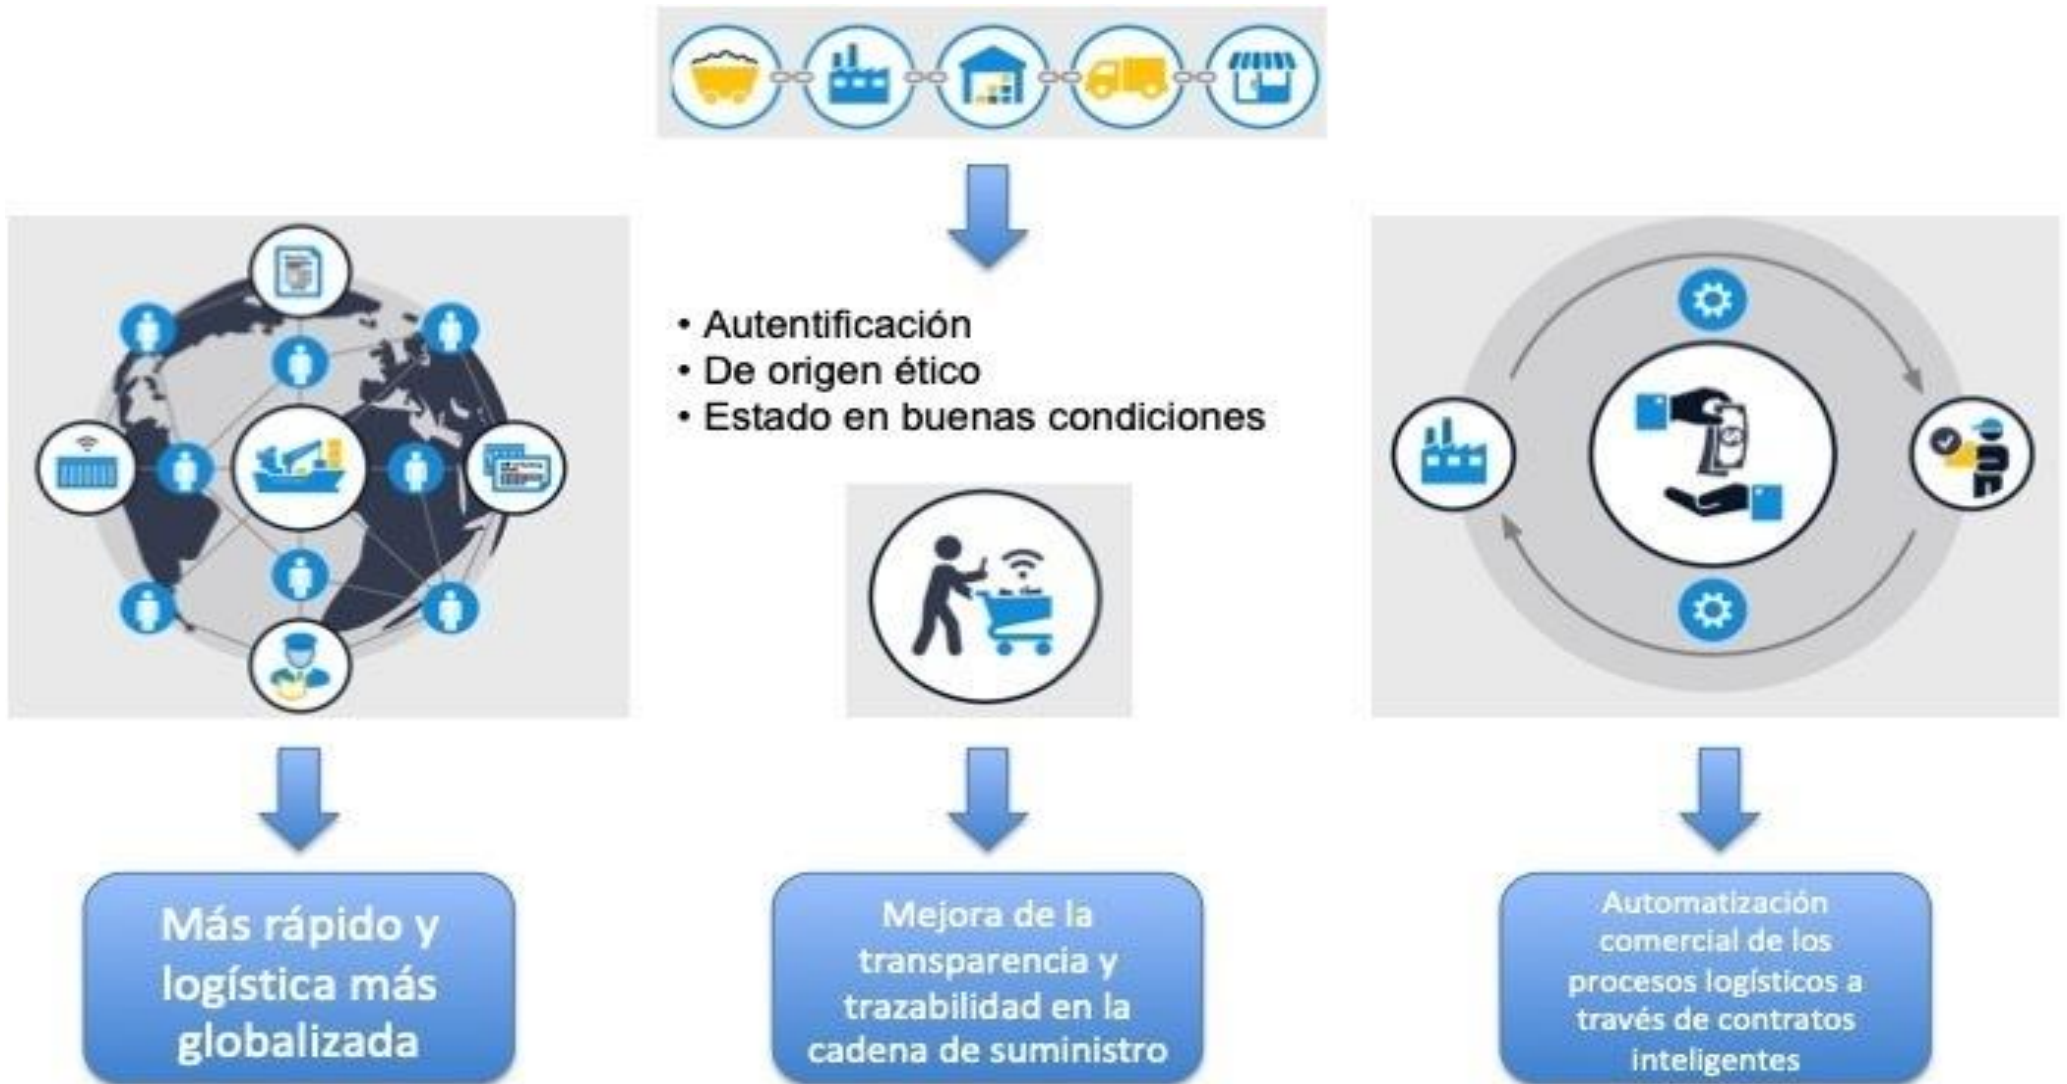 • Autentificación
• De origen ético
• Estado en buenas condiciones
Más rápido y
logística más
globalizada
Mejora de la
transparencia y
trazabilidad en la
cadena de suministro
Automatización
comercial de los
procesos logísticos a
través de contratos
inteligentes